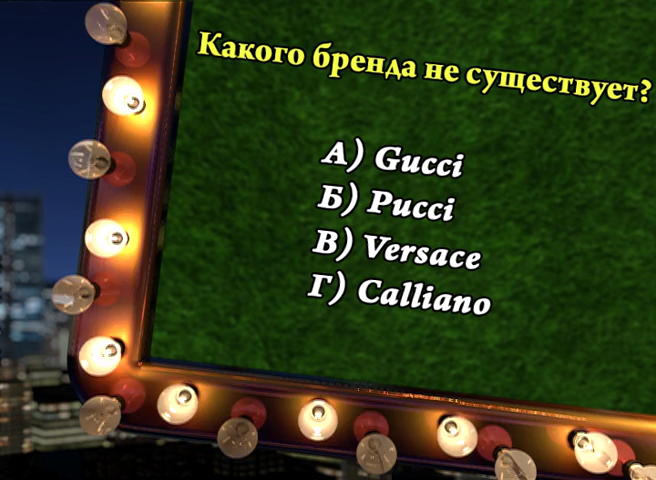 Какого бренда не существует?
А) Gucci
Б) Pucci
В) Versace
Г) Calliano